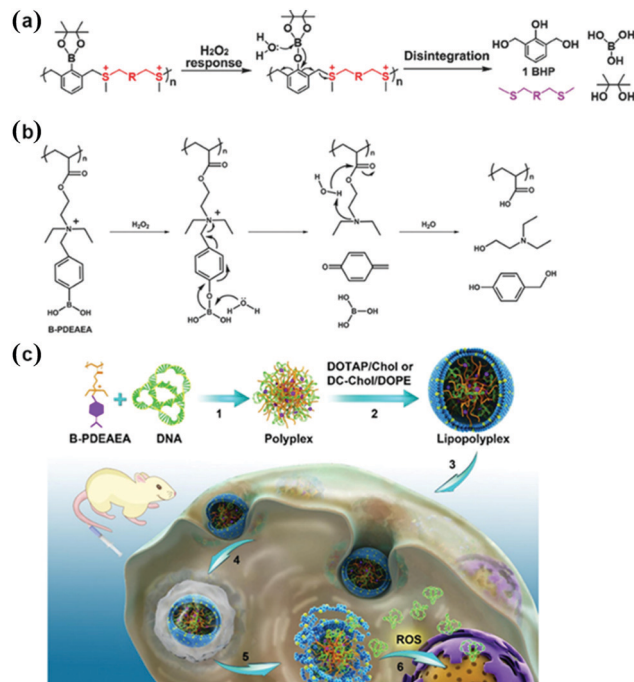 (a)
H₂O₂
response
Disintegration
1 BHP
(b)
H₂O₂
H₂O
B-PDEAEA
(c)
DOTAP/Chol or
DC-Chol/DOPE
1
2
B-PDEAEA
DNA
Polyplex
Lipopolyplex
3
4
5
ROS
6